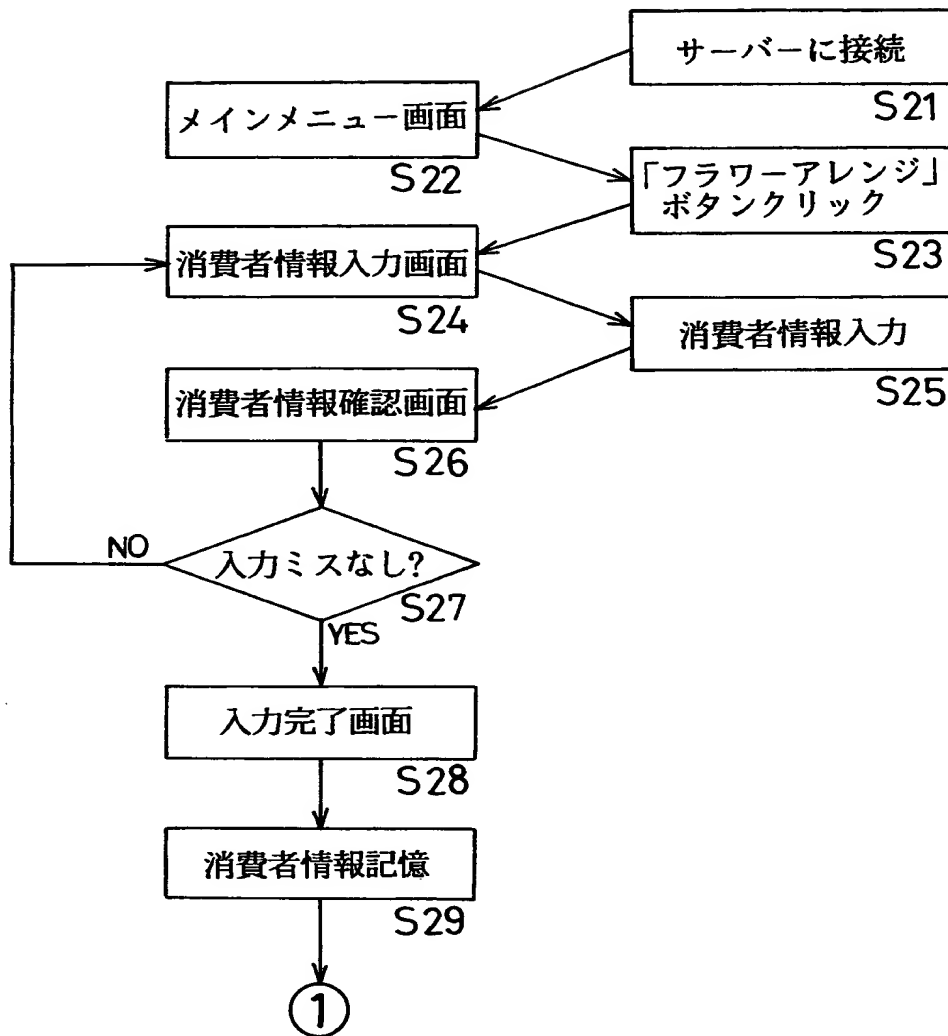 サーバーに接続
S21
メインメニュー画面
S22
「フラワーアレンジ」
ボタンクリック
S23
消費者情報入力画面
S24
消費者情報入力
S25
消費者情報確認画面
S26
入力ミスなし?
S27
NO
YES
入力完了画面
S28
消費者情報記憶
S29
1